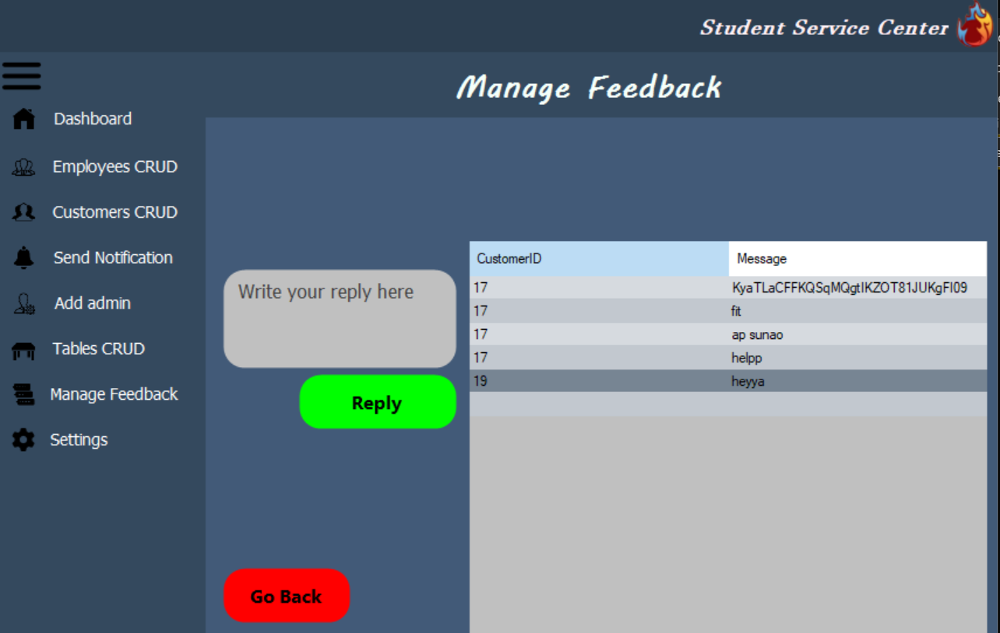 Student Service Center
Manage Feedback
Dashboard
Employees CRUD
Customers CRUD
Send Notification
Add admin
Tables CRUD
Manage Feedback
Settings
Write your reply here
Reply
Go Back
CustomerID Message
17 KyaTLaCFFKQSqMQgtIKZOT81JUKgFI09
17 fit
17 ap sunao
17 helpp
19 heyya